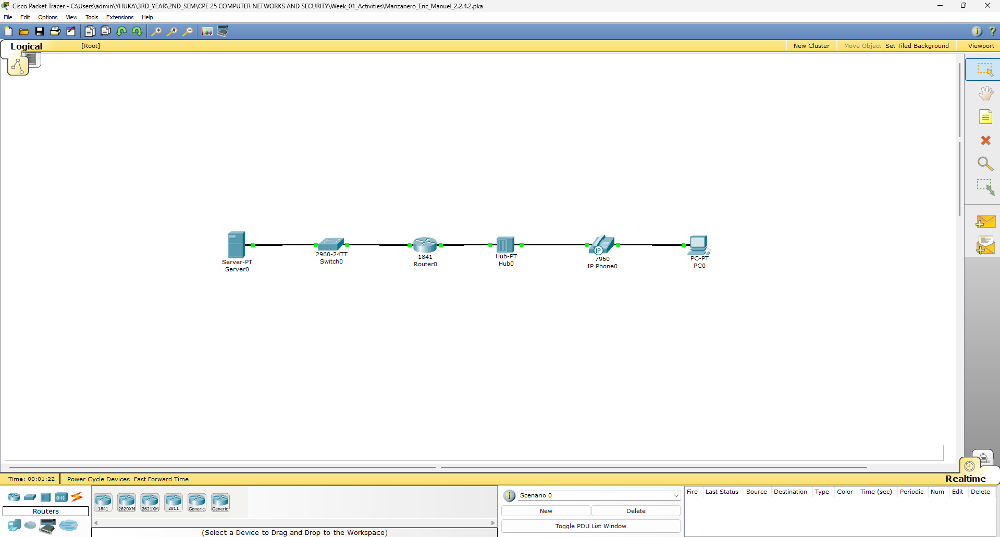 Cisco Packet Tracer - C:\Users\admin\YHUKA\3RD_YEAR\2ND_SEM\CPE 25 COMPUTER NETWORKS AND SECURITY\Week_01_Activities\Manzanero_Eric_Manuel_2.2.4.2.pka
File Edit Options View Tools Extensions Help
Logical [Root] New Cluster Move Object Set Tiled Background Viewport
Server-PT
Server0
2960-24TT
Switch0
1841
Router0
Hub-PT
Hub0
IP
7960
IP Phone0
PC-PT
PC0
Time: 00:01:22 Power Cycle Devices Fast Forward Time Realtime
Routers
1841 2620XM 2621XM 2811 Generic Generic
(Select a Device to Drag and Drop to the Workspace)
Scenario 0
New Delete
Toggle PDU List Window
Fire Last Status Source Destination Type Color Time (sec) Periodic Num Edit Delete